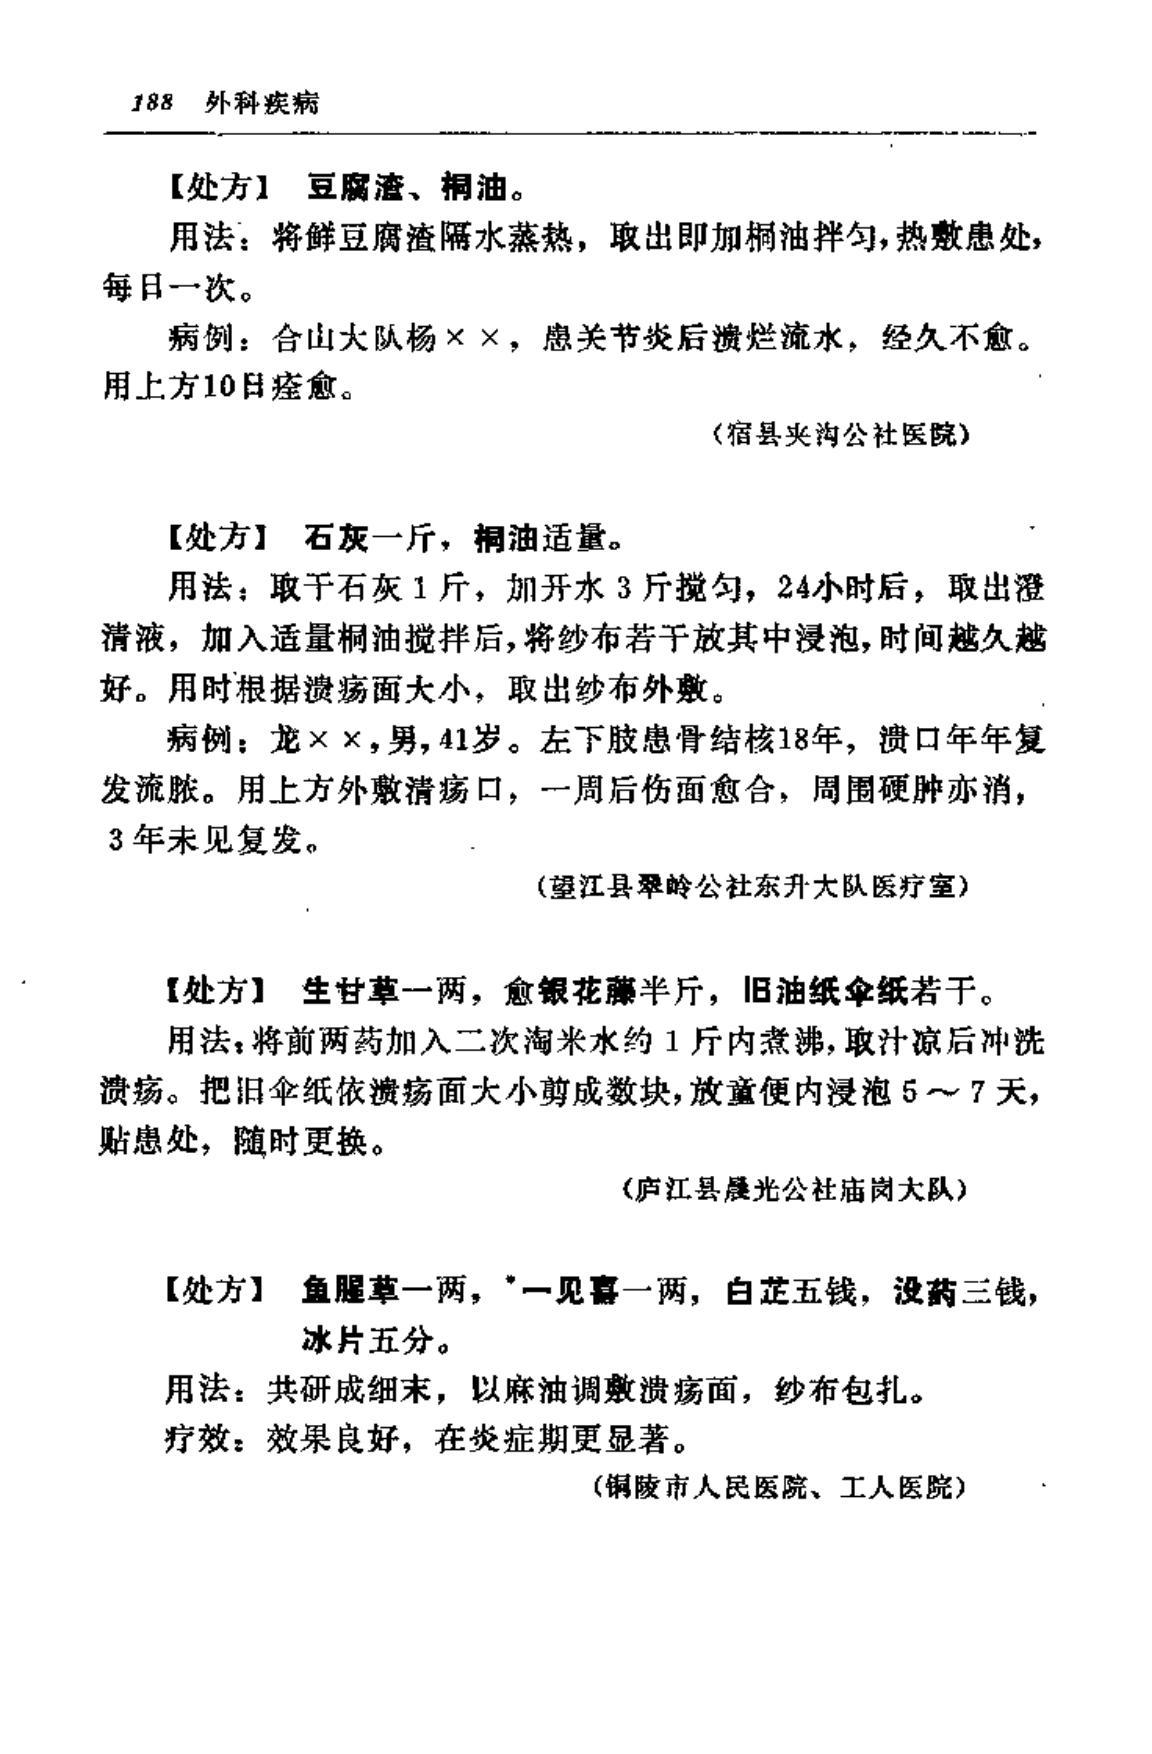 188 外科疾病
【处方】 豆腐渣、桐油。
用法：将鲜豆腐渣隔水蒸热，取出即加桐油拌匀，热敷患处，
每日一次。
病例：合山大队杨××，患关节炎后溃烂流水，经久不愈。
用上方10日痊愈。
（宿县夹沟公社医院）
【处方】 石灰一斤，桐油适量。
用法：取干石灰1斤，加开水3斤搅匀，24小时后，取出澄
清液，加入适量桐油搅拌后，将纱布若干放其中浸泡，时间越久越
好。用时根据溃疡面大小，取出纱布外敷。
病例：龙××，男，41岁。左下肢患骨结核18年，溃口年年复
发流脓。用上方外敷清疡口，一周后伤面愈合，周围硬肿亦消，
3年未见复发。
（望江县翠岭公社东升大队医疗室）
【处方】 生甘草一两，愈银花藤半斤，旧油纸伞纸若干。
用法：将前两药加入二次淘米水约1斤内煮沸，取汁凉后冲洗
溃疡。把旧伞纸依溃疡面大小剪成数块，放童便内浸泡5～7天，
贴患处，随时更换。
（庐江县晨光公社庙岗大队）
【处方】 鱼腥草一两，*一见喜一两，白芷五钱，没药三钱，
冰片五分。
用法：共研成细末，以麻油调敷溃疡面，纱布包扎。
疗效：效果良好，在炎症期更显著。
（铜陵市人民医院、工人医院）